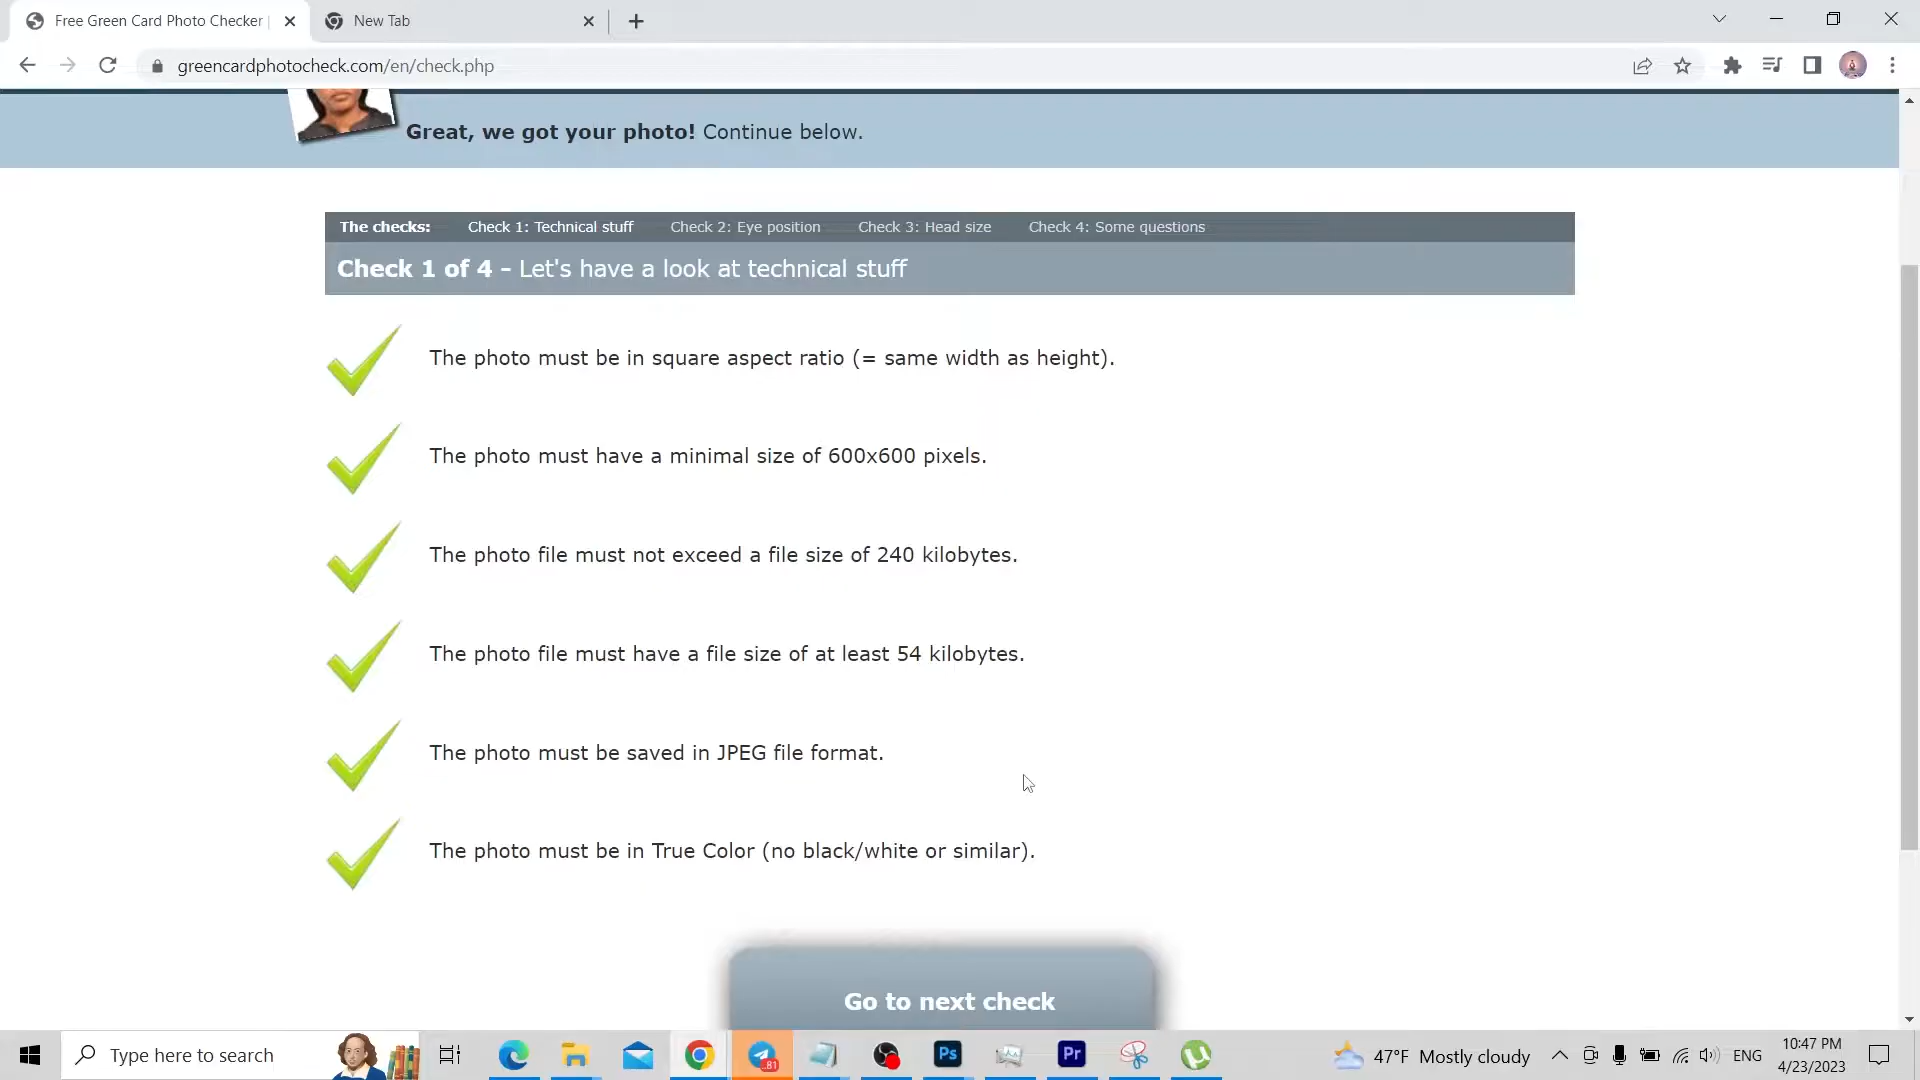 Free Green Card Photo Checker |
New Tab
greencardphotocheck.com/en/check.php
Great, we got your photo! Continue below.
The checks: Check 1: Technical stuff Check 2: Eye position Check 3: Head size Check 4: Some questions
Check 1 of 4 - Let's have a look at technical stuff
The photo must be in square aspect ratio (= same width as height).
The photo must have a minimal size of 600x600 pixels.
The photo file must not exceed a file size of 240 kilobytes.
The photo file must have a file size of at least 54 kilobytes.
The photo must be saved in JPEG file format.
The photo must be in True Color (no black/white or similar).
Go to next check
Type here to search
81
Ps
Pr
47°F Mostly cloudy
ENG
10:47 PM
4/23/2023